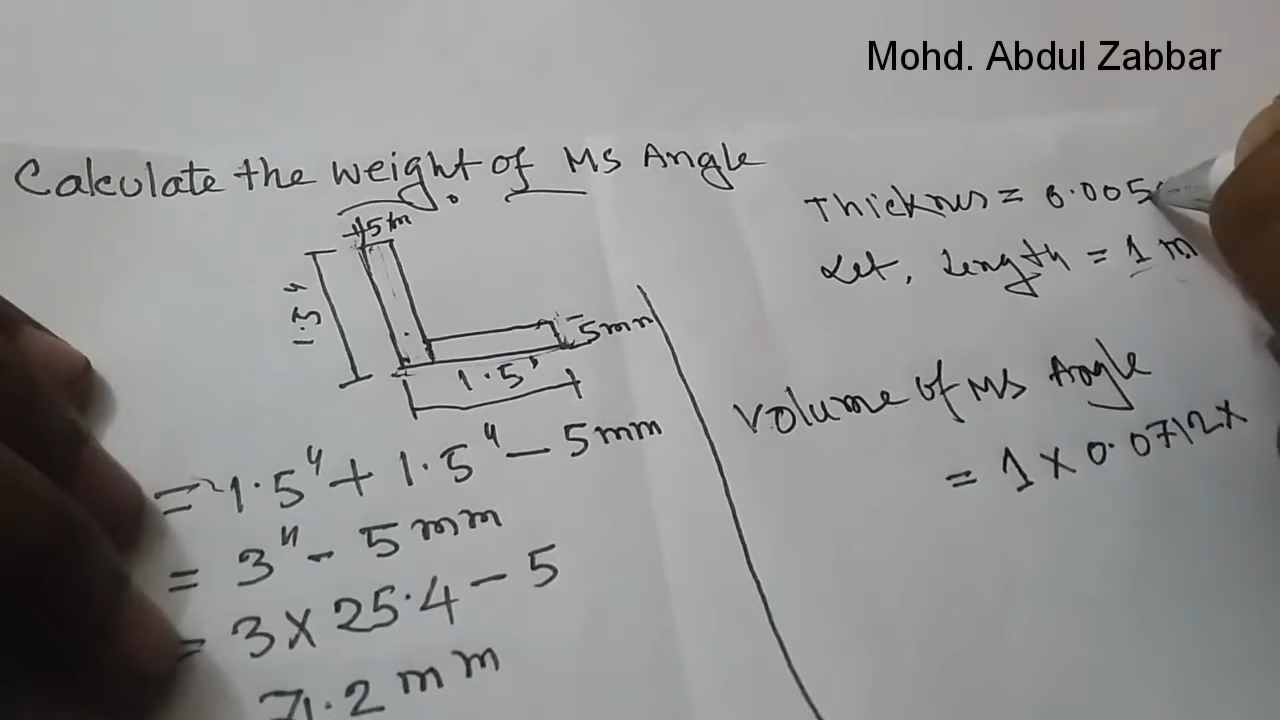 Mohd. Abdul Zabbar
Calculate the weight of MS Angle
5m
1.5"
5mm
1.5"
= 1.5" + 1.5" - 5mm
= 3" - 5mm
= 3 X 25.4 - 5
71.2 mm
Thicknes = 0.005
Let, Length = 1 m
Volume of MS Angle
= 1 X 0.0712 X